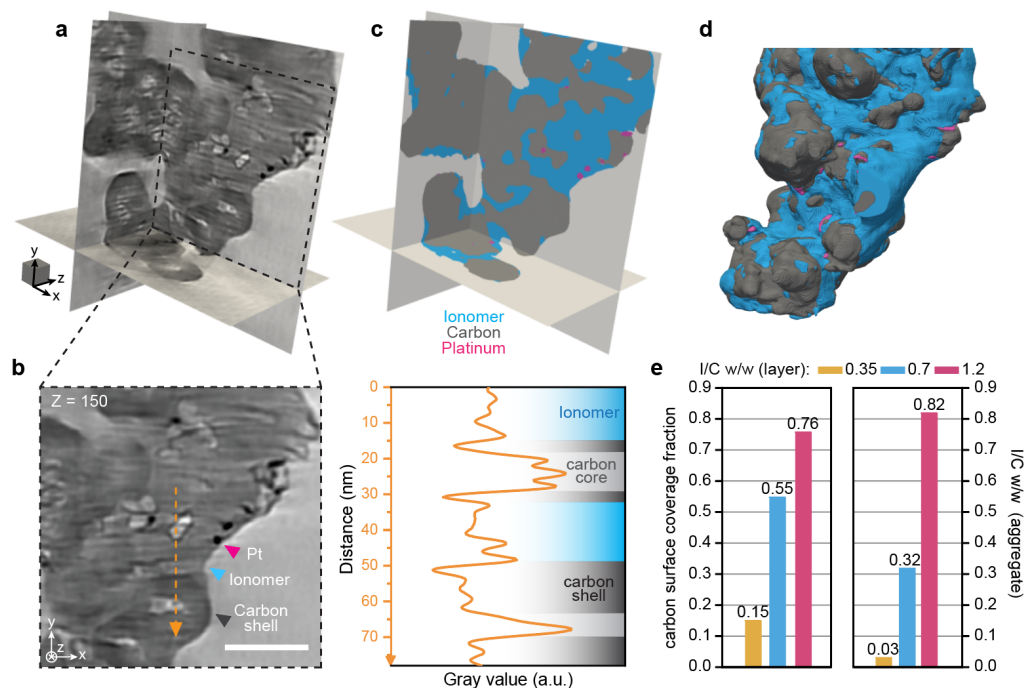 a
c
d
y
z
x
Ionomer
Carbon
Platinum
b
Z = 150
Pt
Ionomer
Carbon
shell
y
z
x
0
10
20
30
40
50
60
70
Distance (nm)
Ionomer
carbon
core
carbon
shell
Gray value (a.u.)
e
I/C w/w (layer): 0.35 0.7 1.2
carbon surface coverage fraction
0.9
0.8
0.7
0.6
0.5
0.4
0.3
0.2
0.1
0.0
0.15
0.55
0.76
0.03
0.32
0.82
0.9
0.8
0.7
0.6
0.5
0.4
0.3
0.2
0.1
0.0
I/C w/w (aggregate)